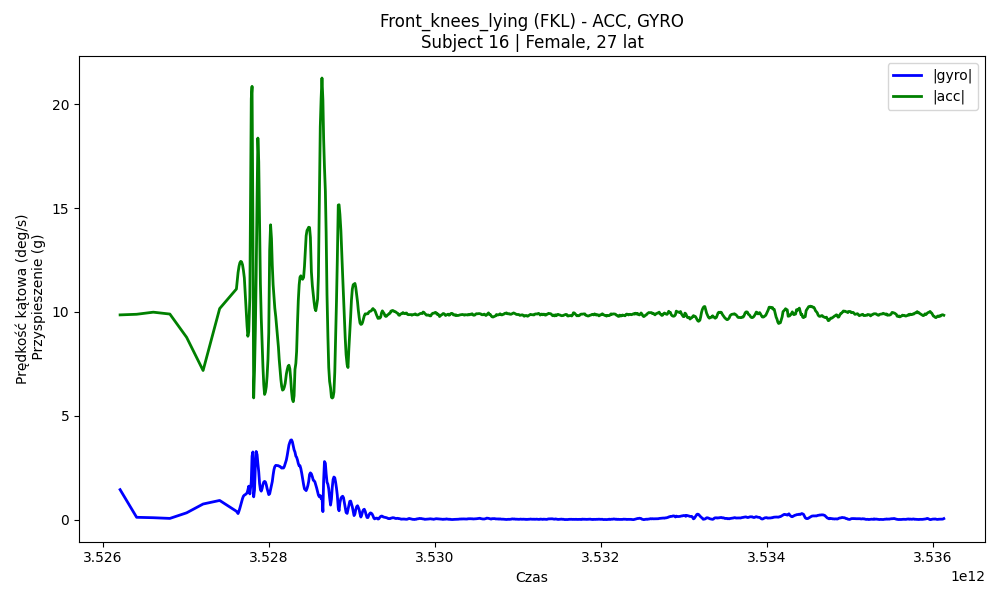 Front_knees_lying (FKL) - ACC, GYRO
Subject 16 | Female, 27 lat
|gyro|
|acc|
Prędkość kątowa (deg/s)
Przyspieszenie (g)
20
15
10
5
0
3.526
3.528
3.530
3.532
3.534
3.536
1e12
Czas